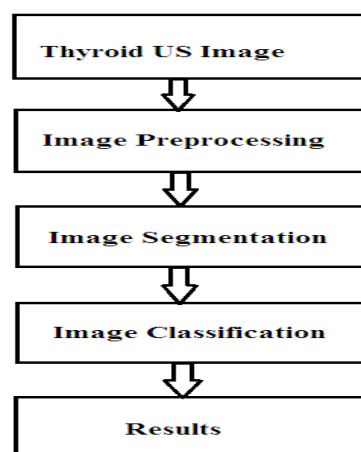 Thyroid US Image
Image Preprocessing
Image Segmentation
Image Classification
Results